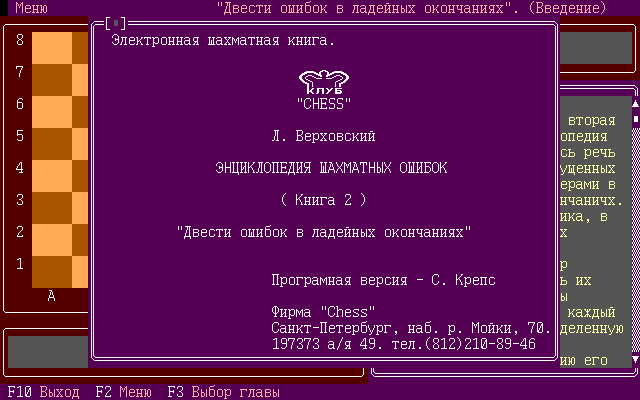 Меню "Двести ошибок в ладейных окончаниях". (Введение)
Электронная шахматная книга.
КЛУБ
"CHESS"
Л. Верховский
ЭНЦИКЛОПЕДИЯ ШАХМАТНЫХ ОШИБОК
( Книга 2 )
"Двести ошибок в ладейных окончаниях"
Програмная версия - С. Крепс
Фирма "Chess"
Санкт-Петербург, наб. р. Мойки, 70.
197373 а/я 49. тел.(812)210-89-46
8
7
6
5
4
3
2
1
A
вторая
опедия
сь речь
ущенных
ерами в
нчаничх.
ика, в
х
р
ь их
ы
каждый
деленную
ию его
F10 Выход F2 Меню F3 Выбор главы